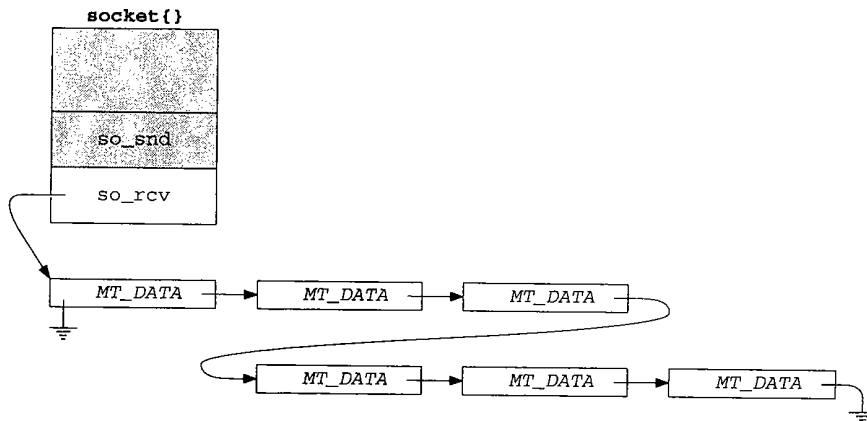 socket{}
so_snd
so_rcv
MT_DATA MT_DATA MT_DATA
MT_DATA MT_DATA MT_DATA